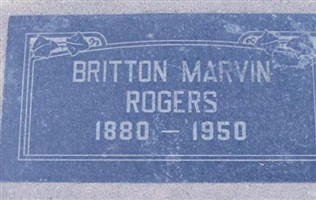 BRITTON MARVIN
ROGERS
1880 – 1950